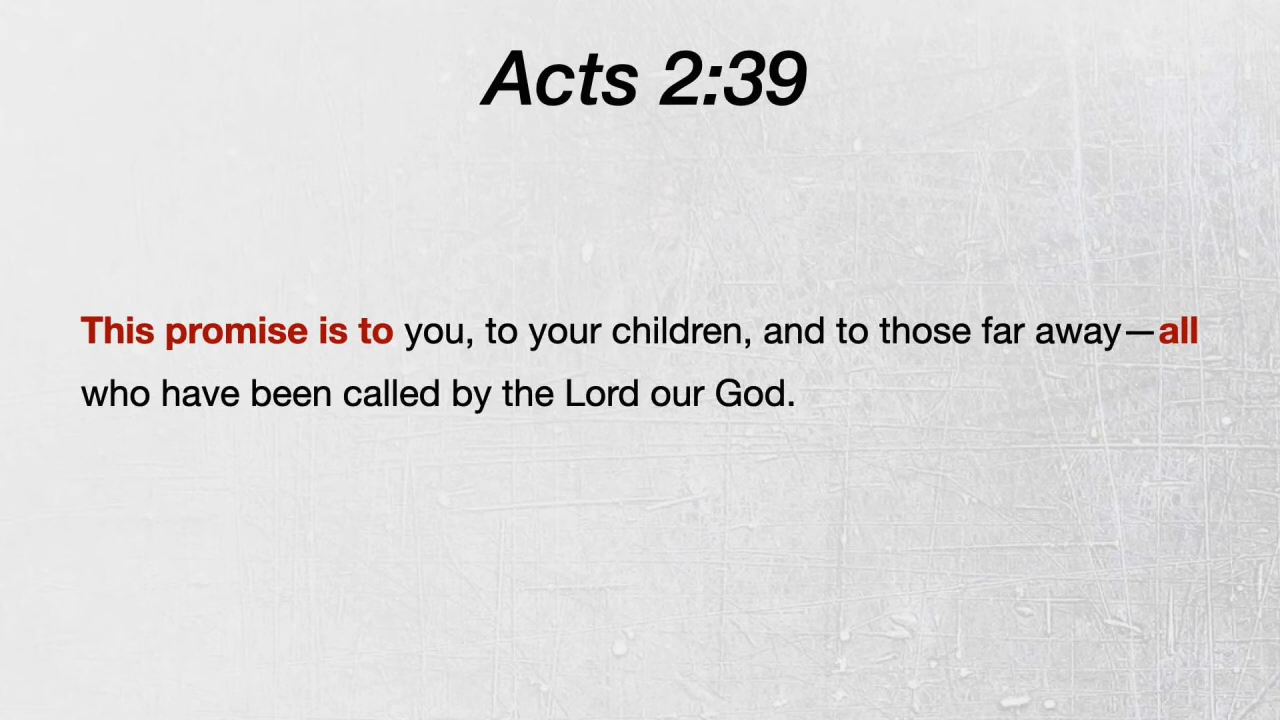 Acts 2:39
This promise is to you, to your children, and to those far away—all
who have been called by the Lord our God.